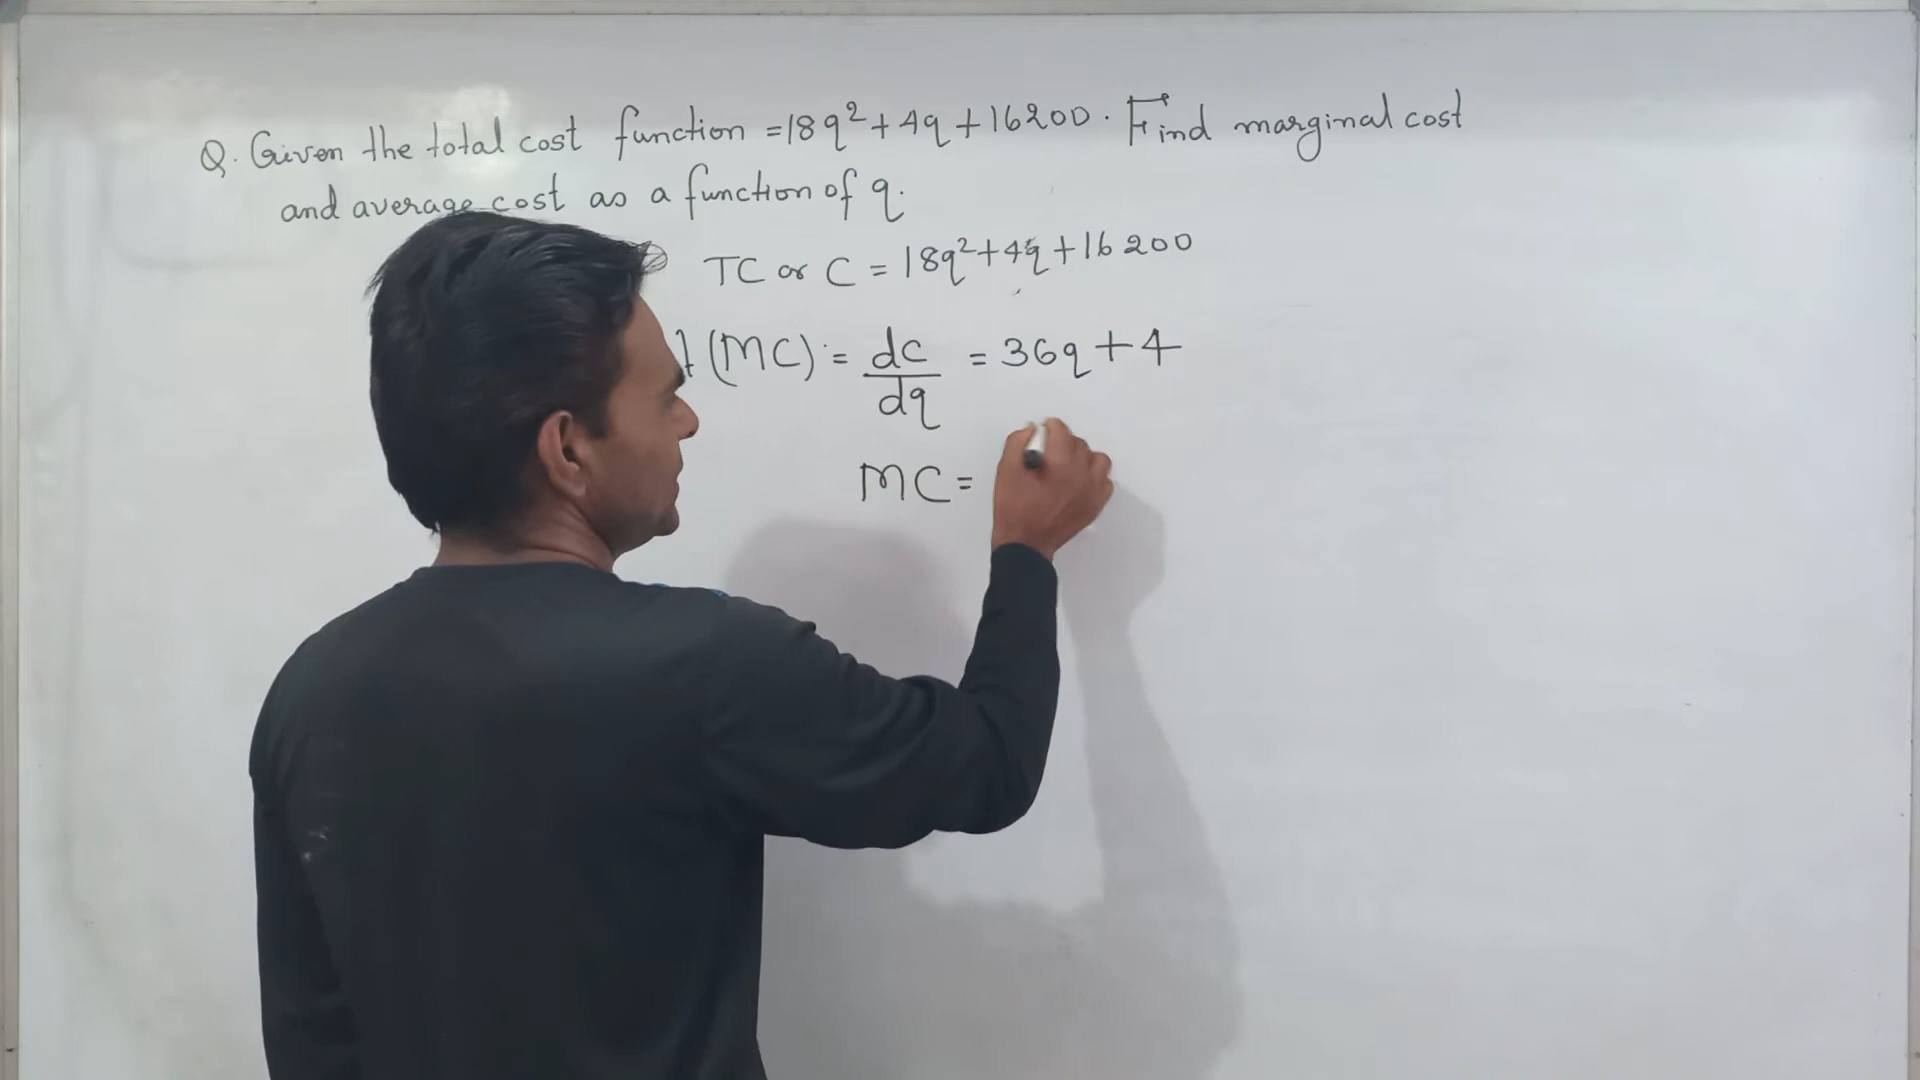 Q. Given the total cost function =18q²+4q+16200. Find marginal cost
and average cost as a function of q.
TC or C = 18q²+4q+16200
(MC) = dc/dq = 36q+4
MC=